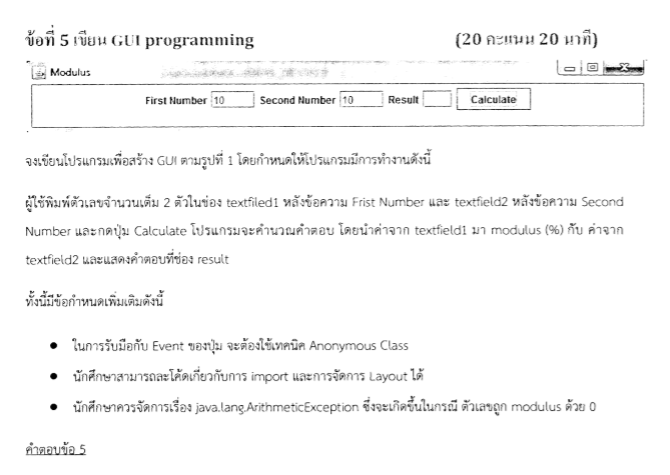 ข้อที่ 5 เขียน GUI programming (20 คะแนน 20 นาที)
Modulus
First Number 10 Second Number 10 Result Calculate
จงเขียนโปรแกรมเพื่อสร้าง GUI ตามรูปที่ 1 โดยกำหนดให้โปรแกรมมีการทำงานดังนี้
ผู้ใช้พิมพ์ตัวเลขจำนวนเต็ม 2 ตัวในช่อง textfiled1 หลังข้อความ Frist Number และ textfield2 หลังข้อความ Second
Number และกดปุ่ม Calculate โปรแกรมจะคำนวณคำตอบ โดยนำค่าจาก textfield1 มา modulus (%) กับ ค่าจาก
textfield2 และแสดงคำตอบที่ช่อง result
ทั้งนี้มีข้อกำหนดเพิ่มเติมดังนี้
● ในการรับมือกับ Event ของปุ่ม จะต้องใช้เทคนิค Anonymous Class
● นักศึกษาสามารถละโค้ดเกี่ยวกับการ import และการจัดการ Layout ได้
● นักศึกษาควรจัดการเรื่อง java.lang.ArithmeticException ซึ่งจะเกิดขึ้นในกรณี ตัวเลขถูก modulus ด้วย 0
คำตอบข้อ 5